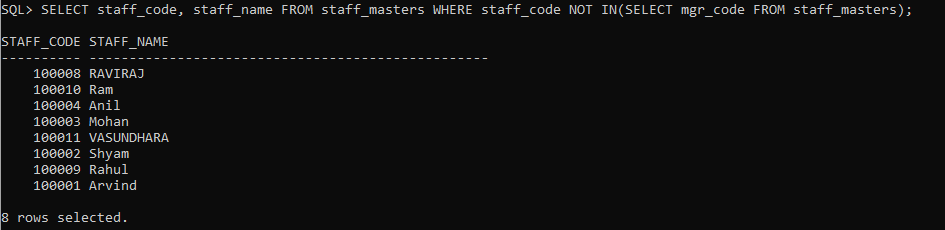 SQL> SELECT staff_code, staff_name FROM staff_masters WHERE staff_code NOT IN(SELECT mgr_code FROM staff_masters);
STAFF_CODE STAFF_NAME
---------- --------------------------------------------------
    100008 RAVIRAJ
    100010 Ram
    100004 Anil
    100003 Mohan
    100011 VASUNDHARA
    100002 Shyam
    100009 Rahul
    100001 Arvind
8 rows selected.